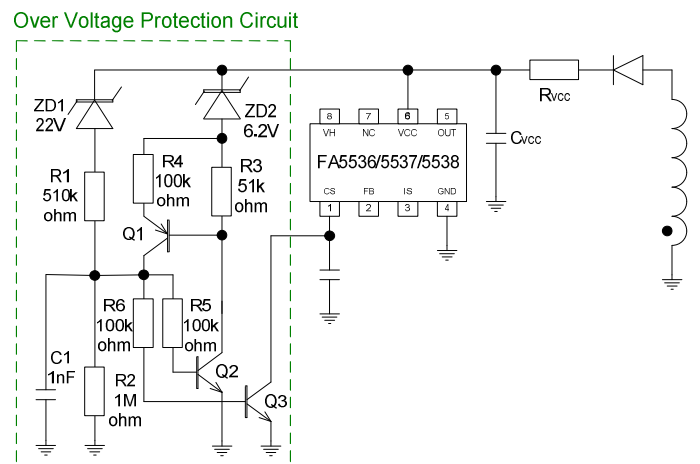 Over Voltage Protection Circuit
ZD1
22V
ZD2
6.2V
R1
510k
ohm
R4
100k
ohm
R3
51k
ohm
Q1
R6
100k
ohm
R5
100k
ohm
C1
1nF
R2
1M
ohm
Q2
Q3
8 7 6 5
VH NC VCC OUT
FA5536/5537/5538
CS FB IS GND
1 2 3 4
RVCC
CVCC